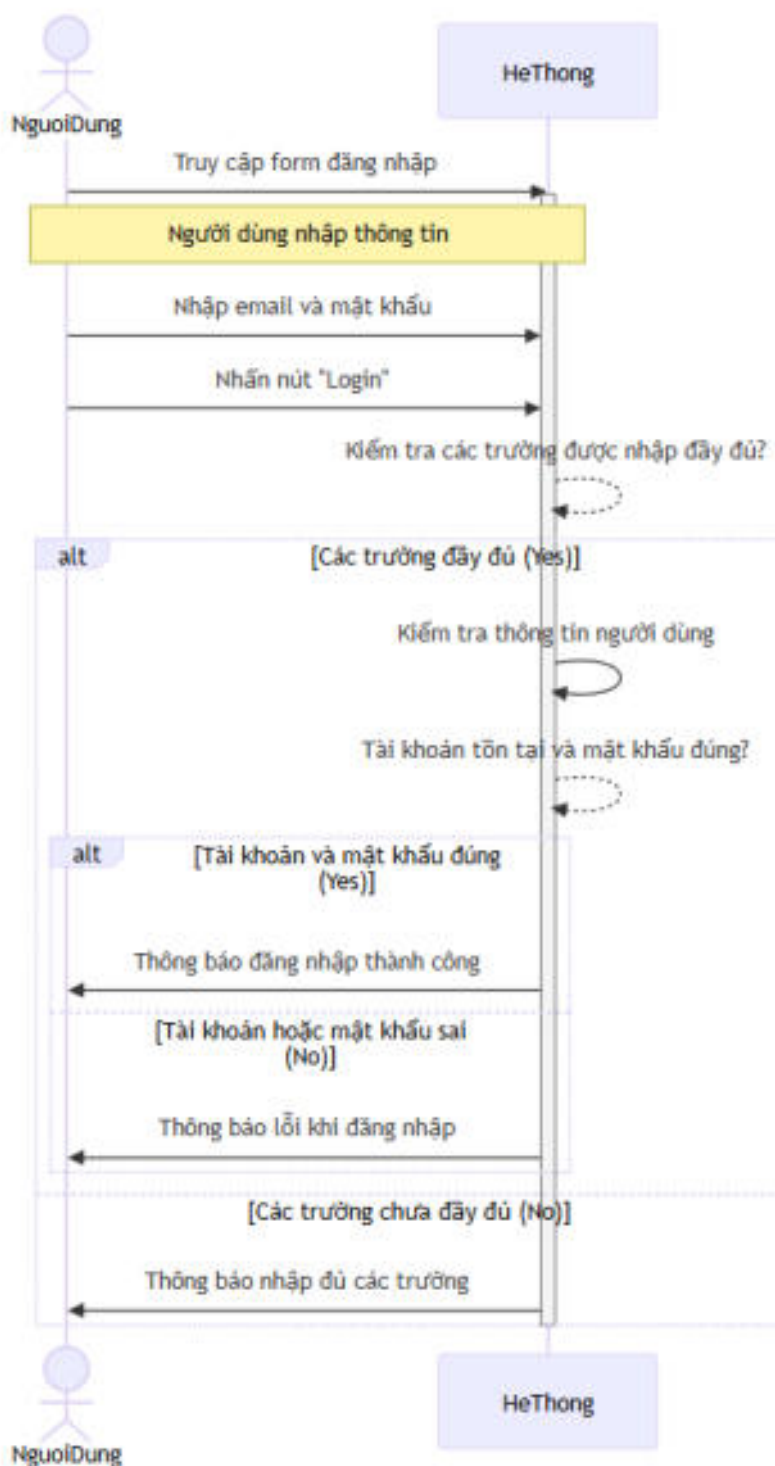 HeThong
NguoiDung
Truy cập form đăng nhập
Người dùng nhập thông tin
Nhập email và mật khẩu
Nhấn nút "Login"
Kiểm tra các trường được nhập đầy đủ?
alt
[Các trường đầy đủ (Yes)]
Kiểm tra thông tin người dùng
Tài khoản tồn tại và mật khẩu đúng?
alt
[Tài khoản và mật khẩu đúng
(Yes)]
Thông báo đăng nhập thành công
[Tài khoản hoặc mật khẩu sai
(No)]
Thông báo lỗi khi đăng nhập
[Các trường chưa đầy đủ (No)]
Thông báo nhập đủ các trường
HeThong
NguoiDung